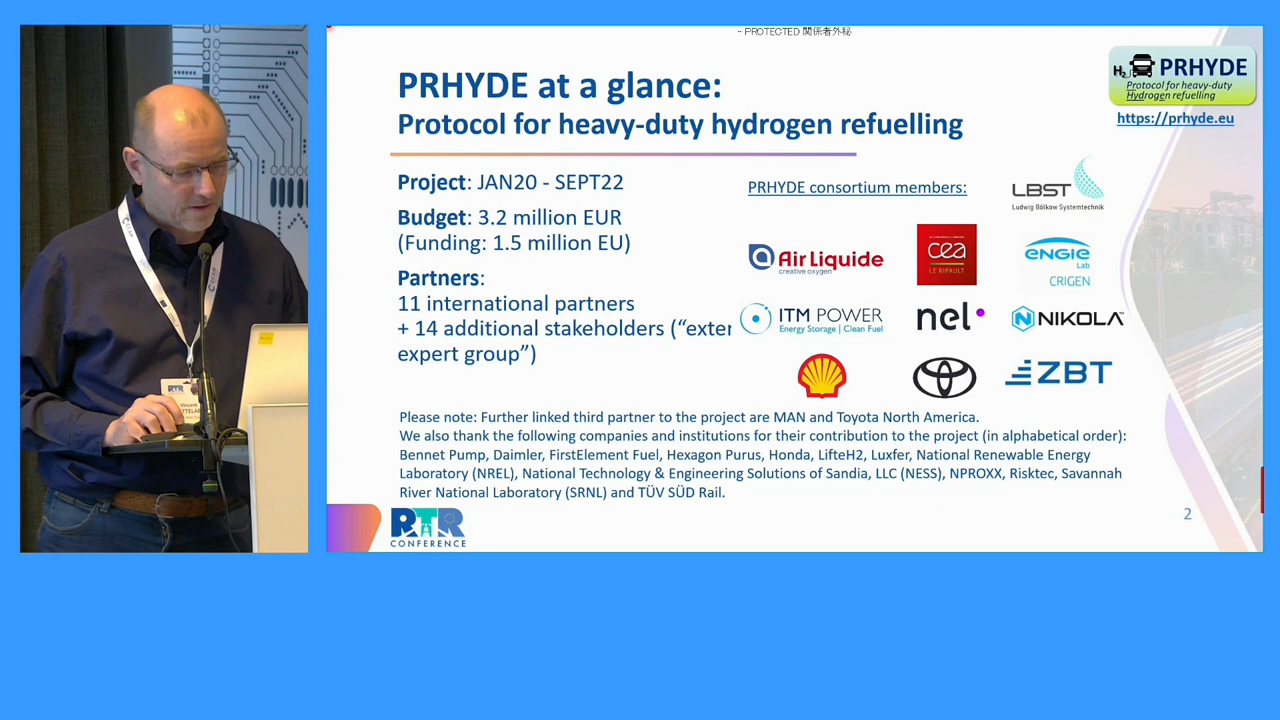 - PROTECTED 関係者外秘
PRHYDE at a glance:
Protocol for heavy-duty hydrogen refuelling
H₂
PRHYDE
Protocol for heavy-duty
Hydrogen refuelling
https://prhyde.eu
Project: JAN20 - SEPT22
Budget: 3.2 million EUR
(Funding: 1.5 million EU)
Partners:
11 international partners
+ 14 additional stakeholders (“exter
expert group”)
PRHYDE consortium members:
LBST
Ludwig Bölkow Systemtechnik
Air Liquide
creative oxygen
cea
LE RIPAULT
ENGIE
Lab
CRIGEN
ITM POWER
Energy Storage | Clean Fuel
nel
NIKOLA
ZBT
Please note: Further linked third partner to the project are MAN and Toyota North America.
We also thank the following companies and institutions for their contribution to the project (in alphabetical order):
Bennet Pump, Daimler, FirstElement Fuel, Hexagon Purus, Honda, LifteH2, Luxfer, National Renewable Energy
Laboratory (NREL), National Technology & Engineering Solutions of Sandia, LLC (NESS), NPROXX, Risktec, Savannah
River National Laboratory (SRNL) and TÜV SÜD Rail.
RTR
CONFERENCE
2
RTR
Vincent